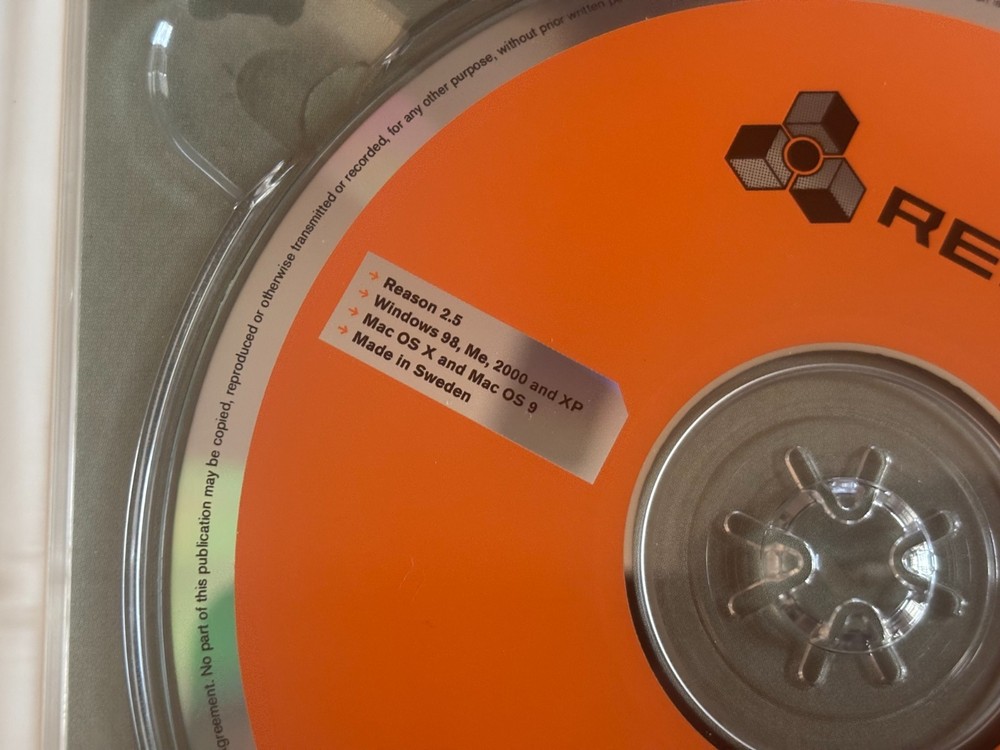 greement. No part of this publication may be copied, reproduced or otherwise transmitted or recorded, for any other purpose, without prior written
RE
Reason 2.5
Windows 98, Me, 2000 and XP
Mac OS X and Mac OS 9
Made in Sweden